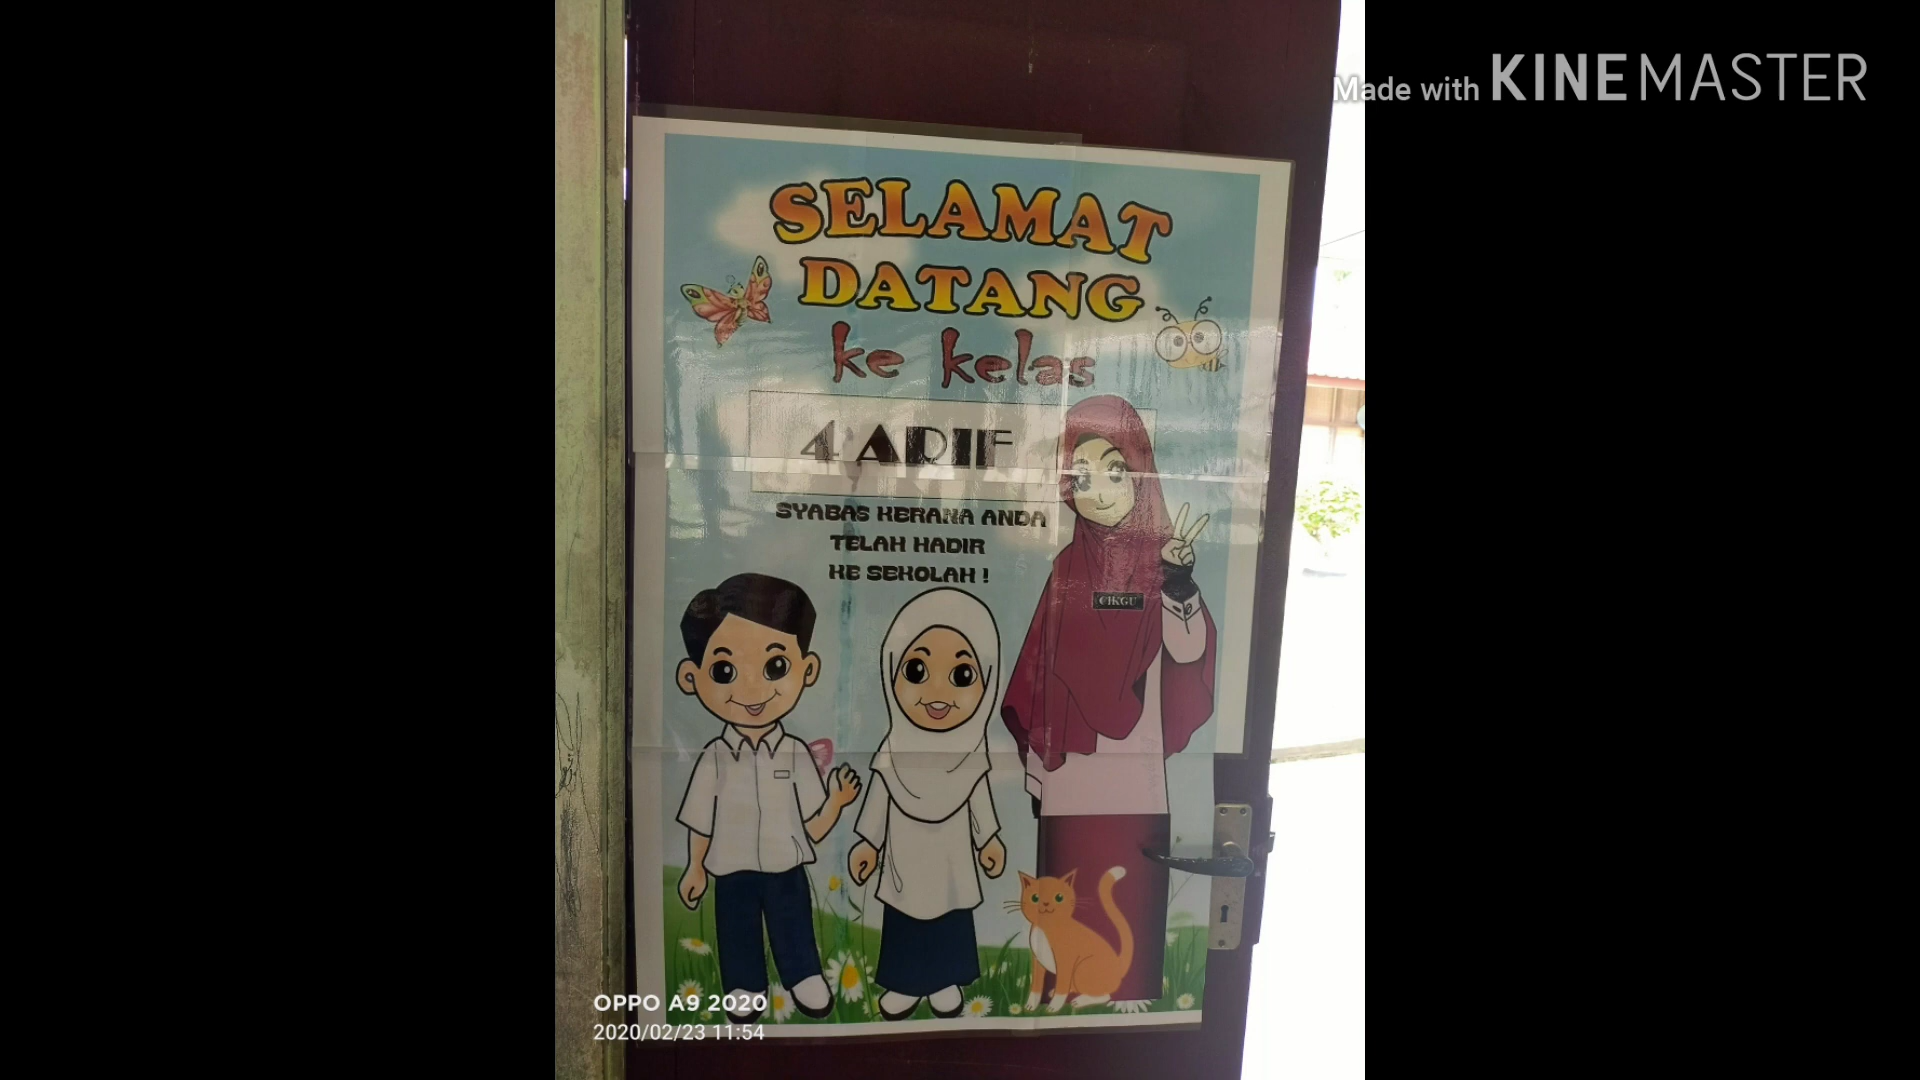 Made with KINEMASTER
SELAMAT
DATANG
ke kelas
4 ARIF
SYABAS KERANA ANDA
TELAH HADIR
KE SEKOLAH !
CIKGU
OPPO A9 2020
2020/02/23 11:54